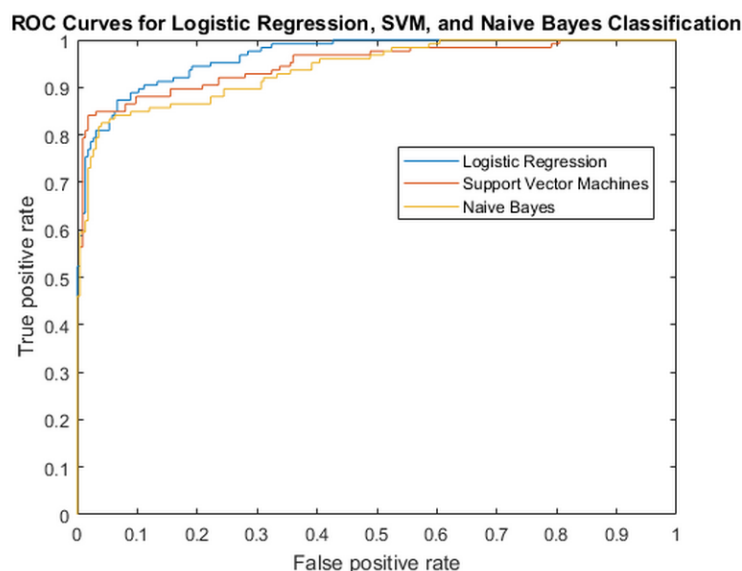 ROC Curves for Logistic Regression, SVM, and Naive Bayes Classification
1
0.9
0.8
0.7
0.6
0.5
0.4
0.3
0.2
0.1
0
True positive rate
Logistic Regression
Support Vector Machines
Naive Bayes
0 0.1 0.2 0.3 0.4 0.5 0.6 0.7 0.8 0.9 1
False positive rate